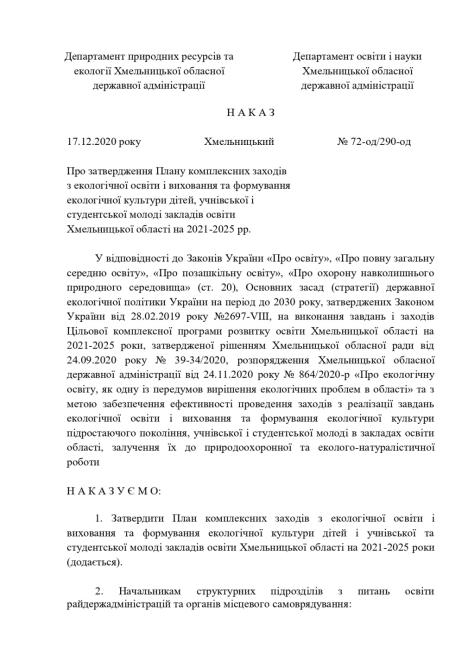 Департамент природних ресурсів та
екології Хмельницької обласної
державної адміністрації
Департамент освіти і науки
Хмельницької обласної
державної адміністрації
Н А К А З
17.12.2020 року Хмельницький № 72-од/290-од
Про затвердження Плану комплексних заходів
з екологічної освіти і виховання та формування
екологічної культури дітей, учнівської і
студентської молоді закладів освіти
Хмельницької області на 2021-2025 рр.
У відповідності до Законів України «Про освіту», «Про повну загальну
середню освіту», «Про позашкільну освіту», «Про охорону навколишнього
природного середовища» (ст. 20), Основних засад (стратегії) державної
екологічної політики України на період до 2030 року, затверджених Законом
України від 28.02.2019 року №2697-VIII, на виконання завдань і заходів
Цільової комплексної програми розвитку освіти Хмельницької області на
2021-2025 роки, затвердженої рішенням Хмельницької обласної ради від
24.09.2020 року № 39-34/2020, розпорядження Хмельницької обласної
державної адміністрації від 24.11.2020 року № 864/2020-р «Про екологічну
освіту, як одну із передумов вирішення екологічних проблем в області» та з
метою забезпечення ефективності проведення заходів з реалізації завдань
екологічної освіти і виховання та формування екологічної культури
підростаючого покоління, учнівської і студентської молоді в закладах освіти
області, залучення їх до природоохоронної та еколого-натуралістичної
роботи
Н А К А З У Є М О:
1. Затвердити План комплексних заходів з екологічної освіти і
виховання та формування екологічної культури дітей і учнівської та
студентської молоді закладів освіти Хмельницької області на 2021-2025 роки
(додається).
2. Начальникам структурних підрозділів з питань освіти
райдержадміністрацій та органів місцевого самоврядування: